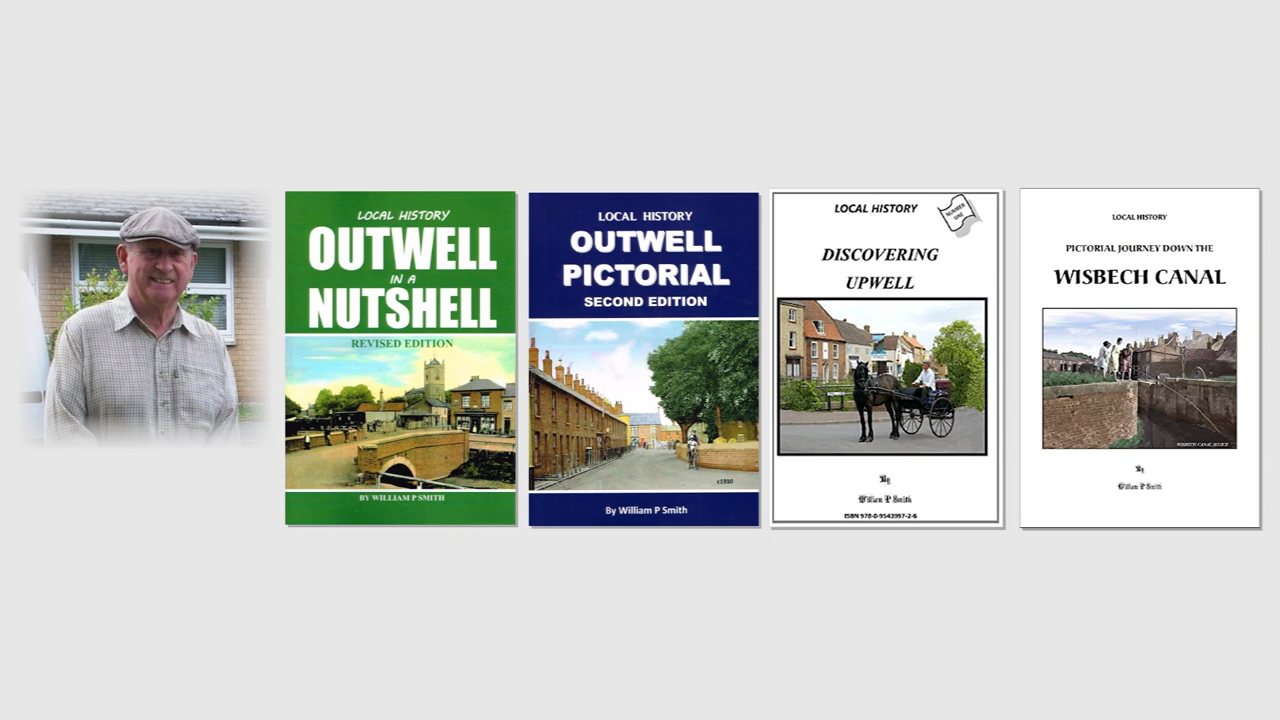 LOCAL HISTORY
OUTWELL
IN A
NUTSHELL
REVISED EDITION
BY WILLIAM P SMITH
LOCAL HISTORY
OUTWELL
PICTORIAL
SECOND EDITION
c1910
By William P Smith
LOCAL HISTORY
NUMBER
ONE
DISCOVERING
UPWELL
By
William P Smith
ISBN 978-0-9543997-2-6
LOCAL HISTORY
PICTORIAL JOURNEY DOWN THE
WISBECH CANAL
By
William P Smith